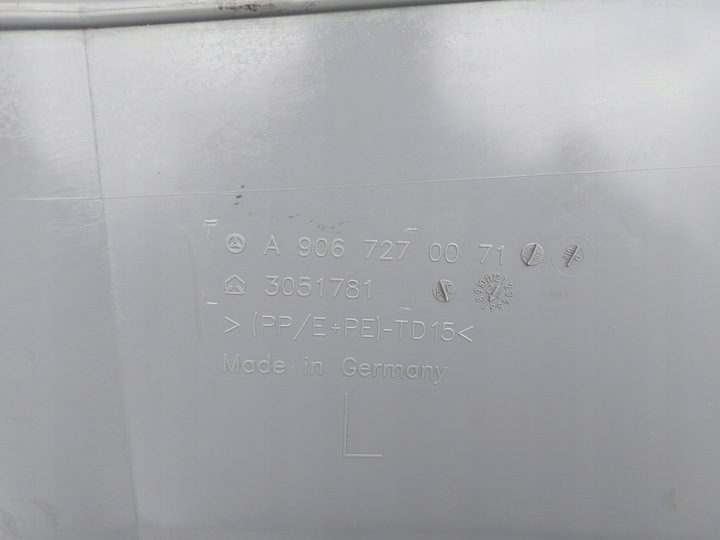 A 906 727 00 71
3051781
>(PP/E+PE)-TD15<
Made in Germany
L